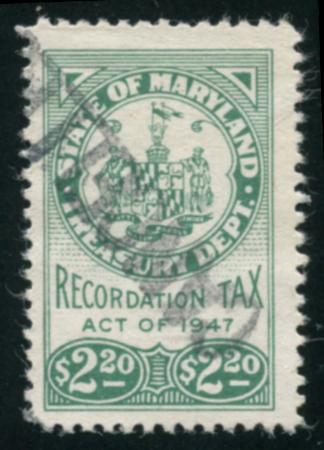 STATE OF MARYLAND
TREASURY DEPT.
RECORDATION TAX
ACT OF 1947
$2.20 $2.20